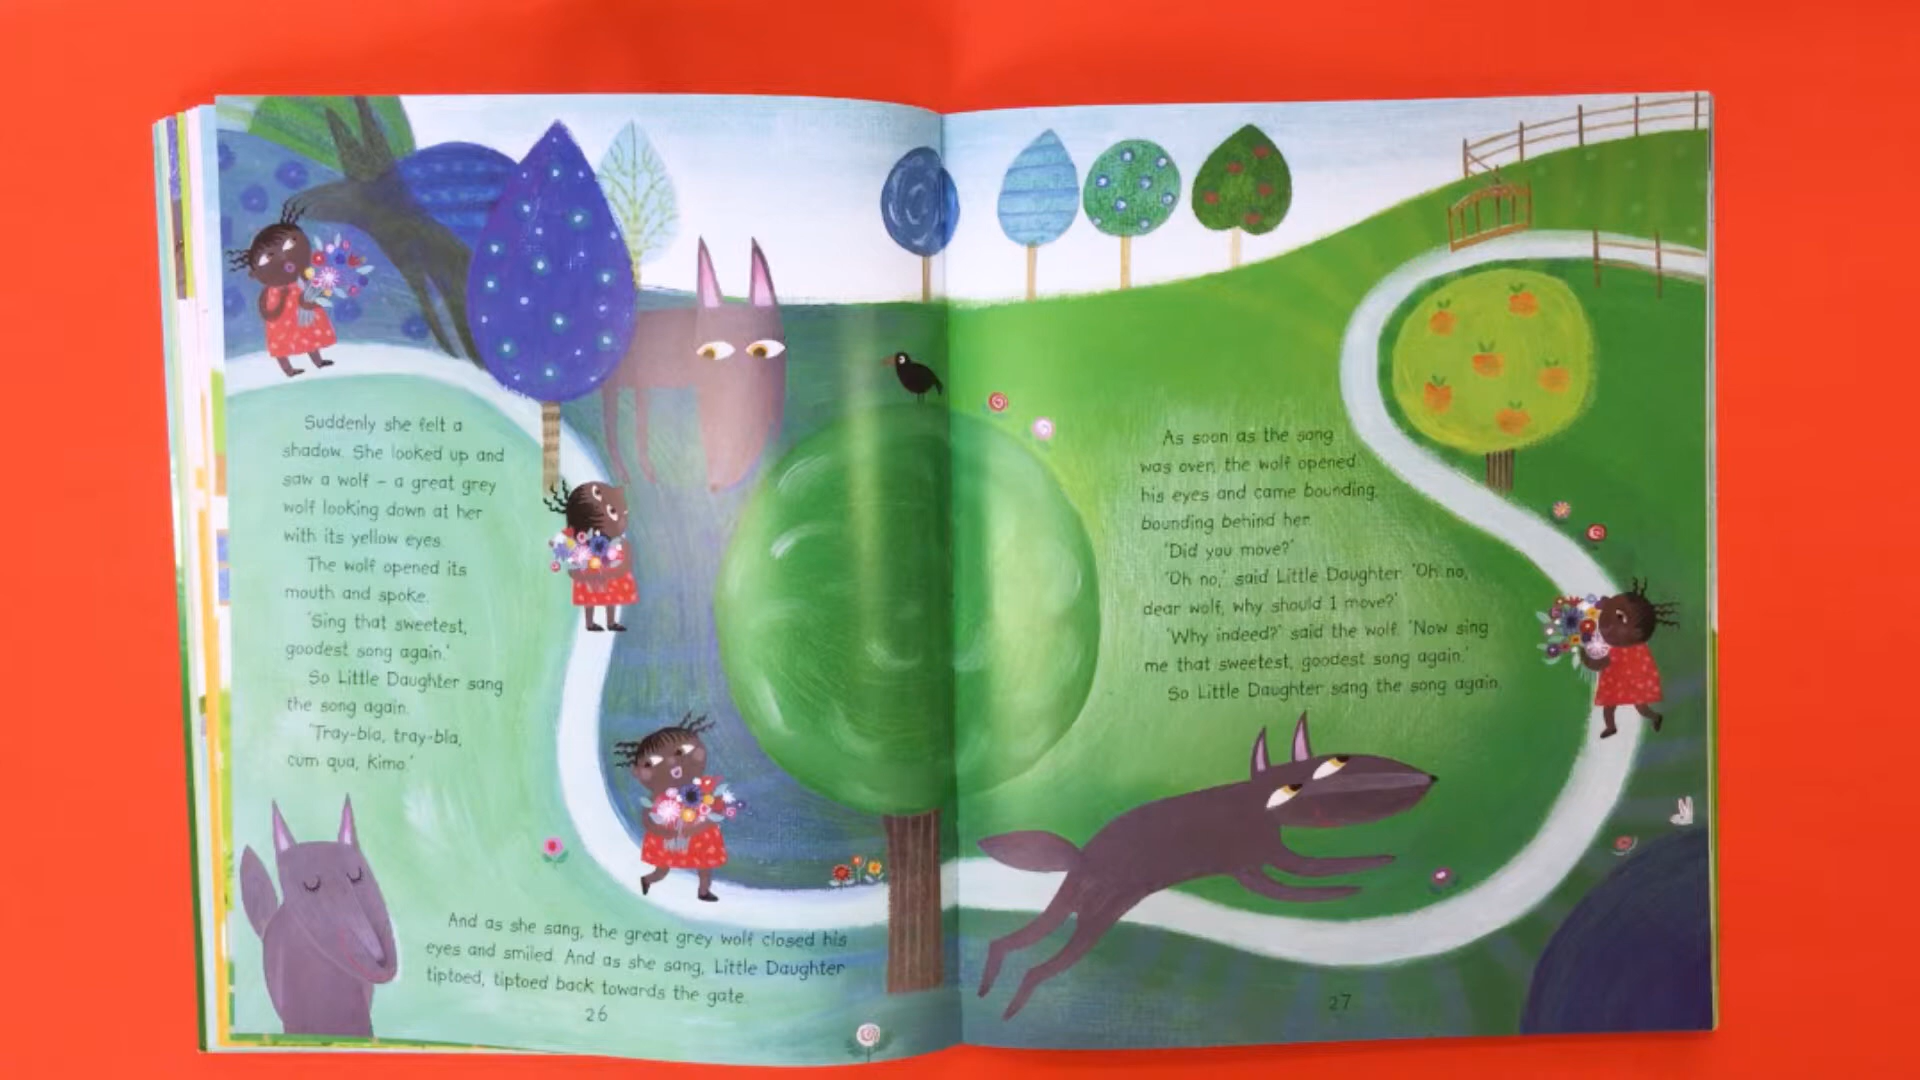 Suddenly she felt a
shadow. She looked up and
saw a wolf – a great grey
wolf looking down at her
with its yellow eyes.
The wolf opened its
mouth and spoke.
'Sing that sweetest,
goodest song again.'
So Little Daughter sang
the song again.
'Tray-bla, tray-bla,
cum qua, kimo.'
And as she sang, the great grey wolf closed his
eyes and smiled. And as she sang, Little Daughter
tiptoed, tiptoed back towards the gate.
26
As soon as the song
was over, the wolf opened
his eyes and came bounding,
bounding behind her.
'Did you move?'
'Oh no,' said Little Daughter. 'Oh no,
dear wolf, why should I move?'
'Why indeed?' said the wolf. 'Now sing
me that sweetest, goodest song again.'
So Little Daughter sang the song again.
27